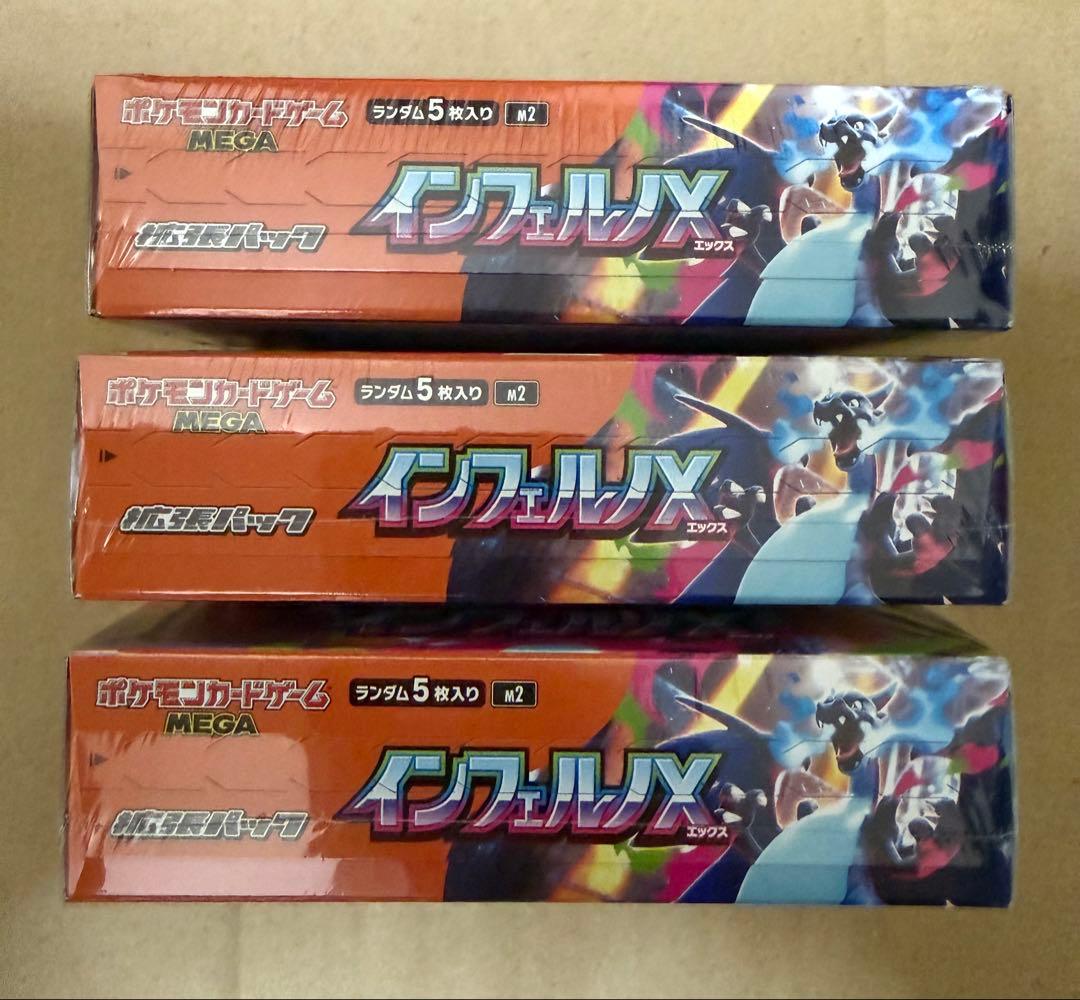 ポケモンカードゲーム ランダム5枚入り M2
MEGA
インフェルノX
エックス
拡張パック
ポケモンカードゲーム ランダム5枚入り M2
MEGA
インフェルノX
エックス
拡張パック
ポケモンカードゲーム ランダム5枚入り M2
MEGA
インフェルノX
エックス
拡張パック